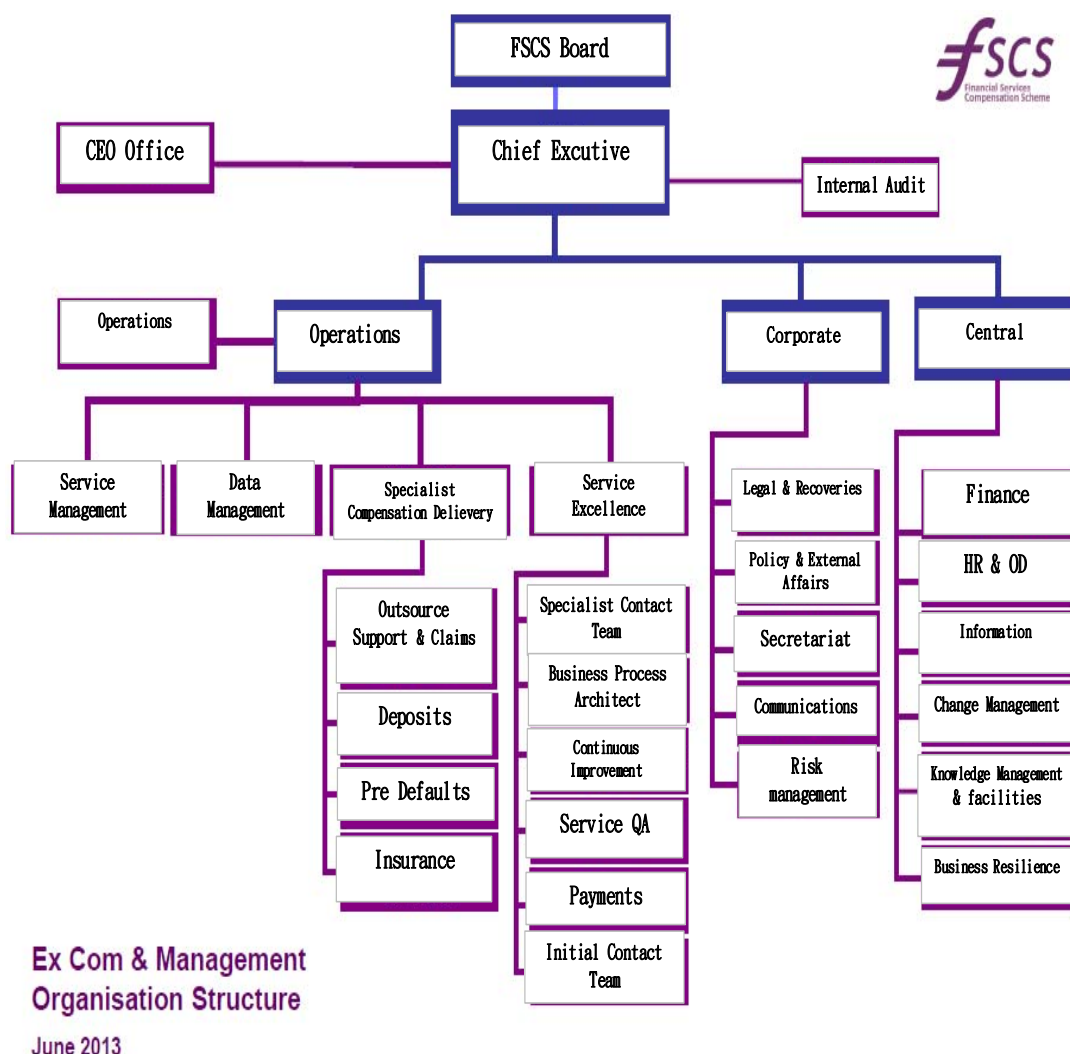 FSCS Board
fSCS
Financial Services
Compensation Scheme
CEO Office
Chief Excutive
Internal Audit
Operations
Operations
Corporate
Central
Service
Management
Data
Management
Specialist
Compensation Delievery
Service
Excellence
Outsource
Support & Claims
Deposits
Pre Defaults
Insurance
Specialist Contact
Team
Business Process
Architect
Continuous
Improvement
Service QA
Payments
Initial Contact
Team
Legal & Recoveries
Policy & External
Affairs
Secretariat
Communications
Risk
management
Finance
HR & OD
Information
Change Management
Knowledge Management
& facilities
Business Resilience
Ex Com & Management
Organisation Structure
June 2013